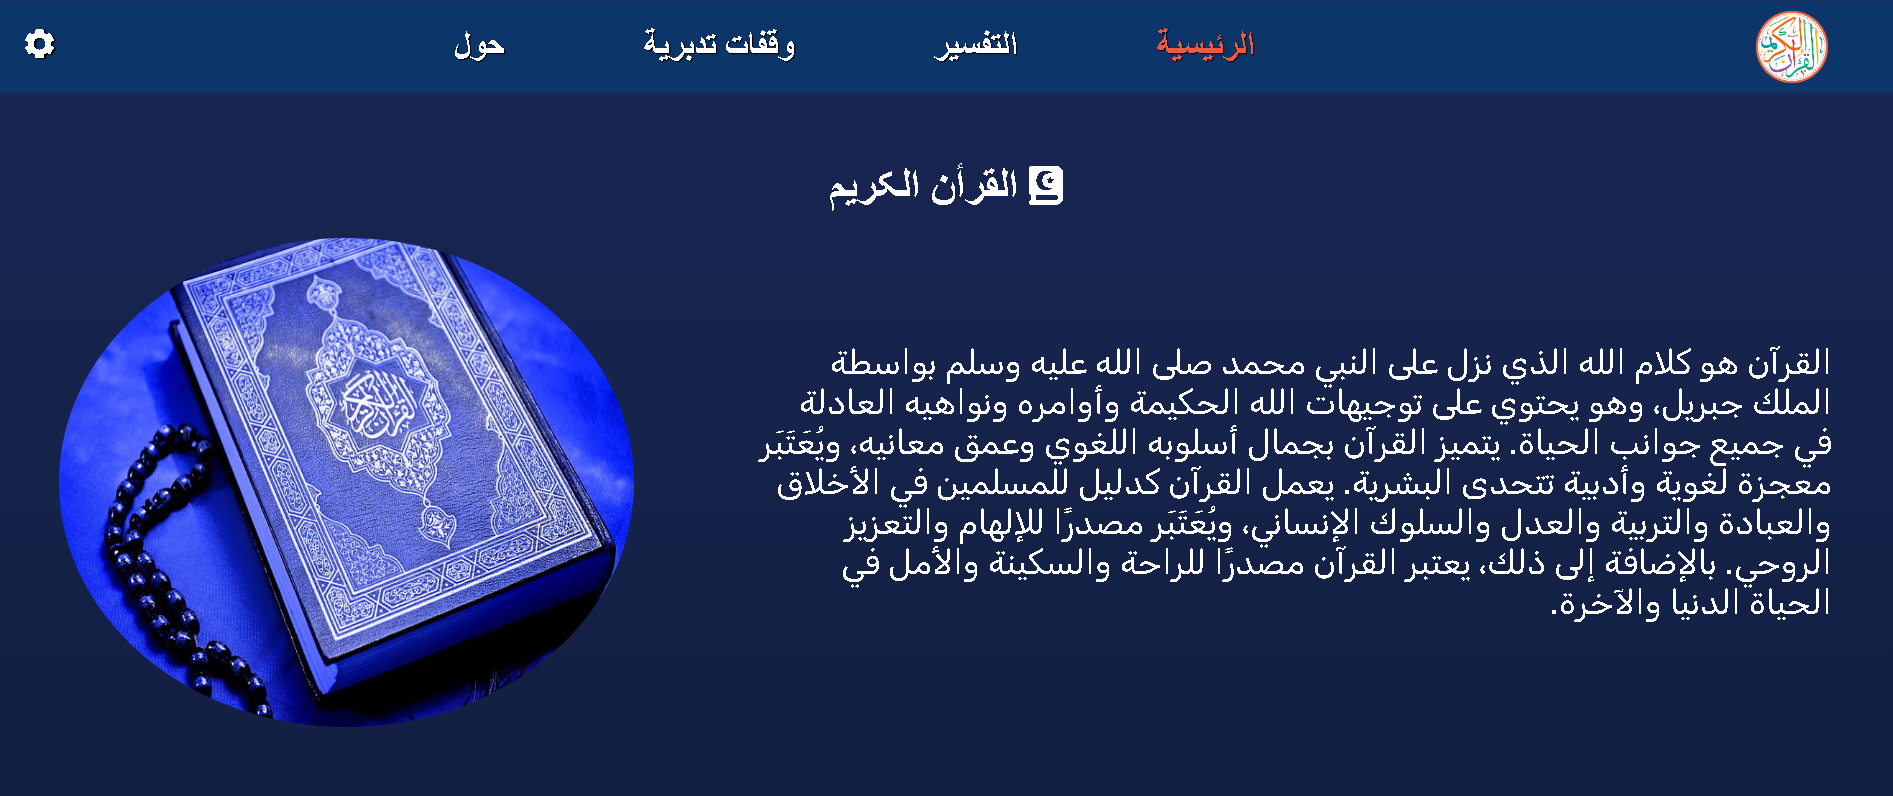 الرئيسية
التفسير
وقفات تدبرية
حول
القرأن الكريم
القرآن هو كلام الله الذي نزل على النبي محمد صلى الله عليه وسلم بواسطة
الملك جبريل، وهو يحتوي على توجيهات الله الحكيمة وأوامره ونواهيه العادلة
في جميع جوانب الحياة. يتميز القرآن بجمال أسلوبه اللغوي وعمق معانيه، ويُعَتَبَر
معجزة لغوية وأدبية تتحدى البشرية. يعمل القرآن كدليل للمسلمين في الأخلاق
والعبادة والتربية والعدل والسلوك الإنساني، ويُعَتَبَر مصدرًا للإلهام والتعزيز
الروحي. بالإضافة إلى ذلك، يعتبر القرآن مصدرًا للراحة والسكينة والأمل في
الحياة الدنيا والآخرة.
القرآن الكريم
القرآن الكريم